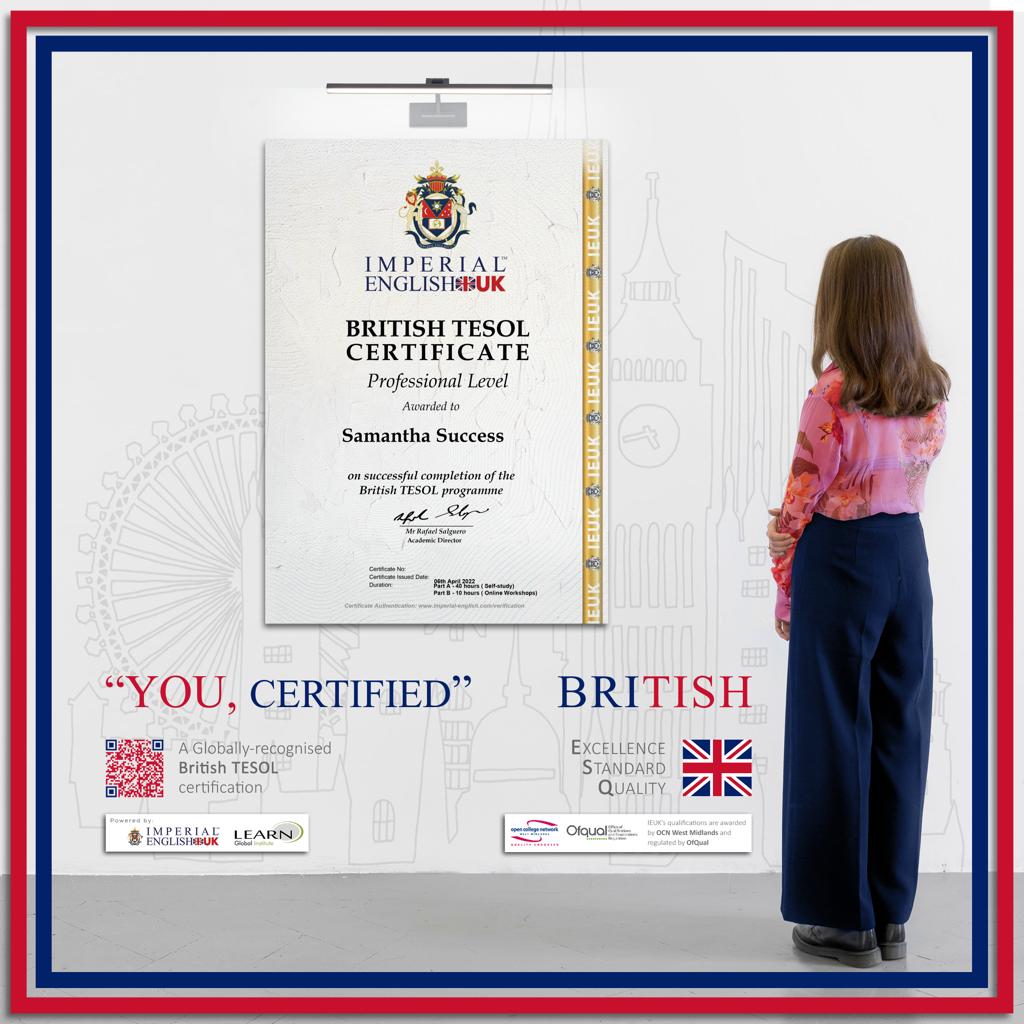 IMPERIAL™
ENGLISH UK
BRITISH TESOL
CERTIFICATE
Professional Level
Awarded to
Samantha Success
on successful completion of the
British TESOL programme
Mr Rafael Salguero
Academic Director
Certificate No:
Certificate Issued Date: 06th April 2022
Duration: Part A - 40 hours ( Self-study)
Part B - 10 hours ( Online Workshops)
Certificate Authentication: www.imperial-english.com/verification
IEUK IEUK IEUK IEUK IEUK IEUK IEUK
“YOU, CERTIFIED”
BRITISH
A Globally-recognised
British TESOL
certification
EXCELLENCE
STANDARD
QUALITY
Powered by:
IMPERIAL
ENGLISH UK
LEARN
Global Institute
open college network
WEST MIDLANDS
QUALITY ENDORSED
Ofqual
IEUK's qualifications are awarded
by OCN West Midlands and
regulated by OfQual